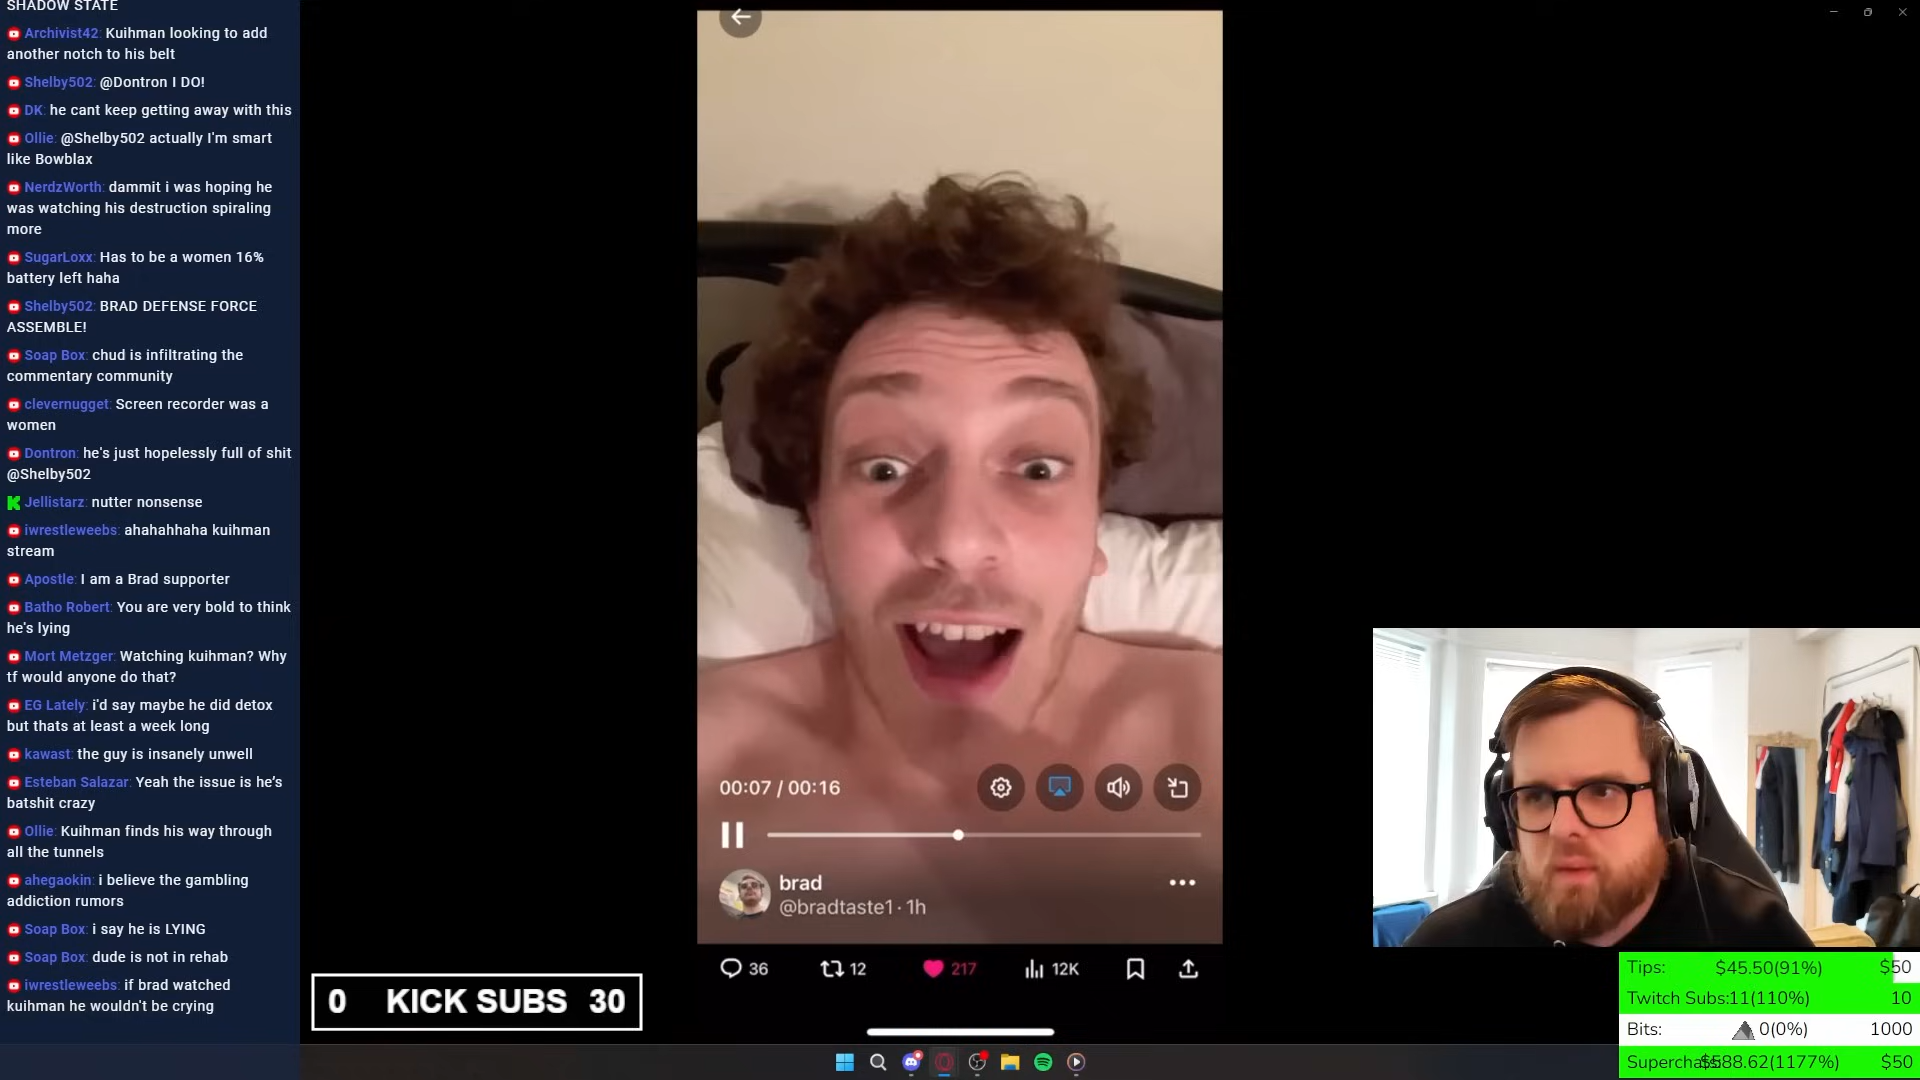 SHADOW STATE
Archivist42: Kuihman looking to add
another notch to his belt
Shelby502: @Dontron I DO!
DK: he cant keep getting away with this
Ollie: @Shelby502 actually I'm smart
like Bowblax
NerdzWorth: dammit i was hoping he
was watching his destruction spiraling
more
SugarLoxx: Has to be a women 16%
battery left haha
Shelby502: BRAD DEFENSE FORCE
ASSEMBLE!
Soap Box: chud is infiltrating the
commentary community
clevernugget: Screen recorder was a
women
Dontron: he's just hopelessly full of shit
@Shelby502
Jellistarz: nutter nonsense
iwrestleweebs: ahahahhaha kuihman
stream
Apostle: I am a Brad supporter
Batho Robert: You are very bold to think
he's lying
Mort Metzger: Watching kuihman? Why
tf would anyone do that?
EG Lately: i'd say maybe he did detox
but thats at least a week long
kawast: the guy is insanely unwell
Esteban Salazar: Yeah the issue is he's
batshit crazy
Ollie: Kuihman finds his way through
all the tunnels
ahegaokin: i believe the gambling
addiction rumors
Soap Box: i say he is LYING
Soap Box: dude is not in rehab
iwrestleweebs: if brad watched
kuihman he wouldn't be crying
00:07 / 00:16
brad
@bradtaste1 · 1h
36 12 217 12K
0 KICK SUBS 30
Tips: $45.50(91%) $50
Twitch Subs:11(110%) 10
Bits: 0(0%) 1000
Superchats $588.62(1177%) $50